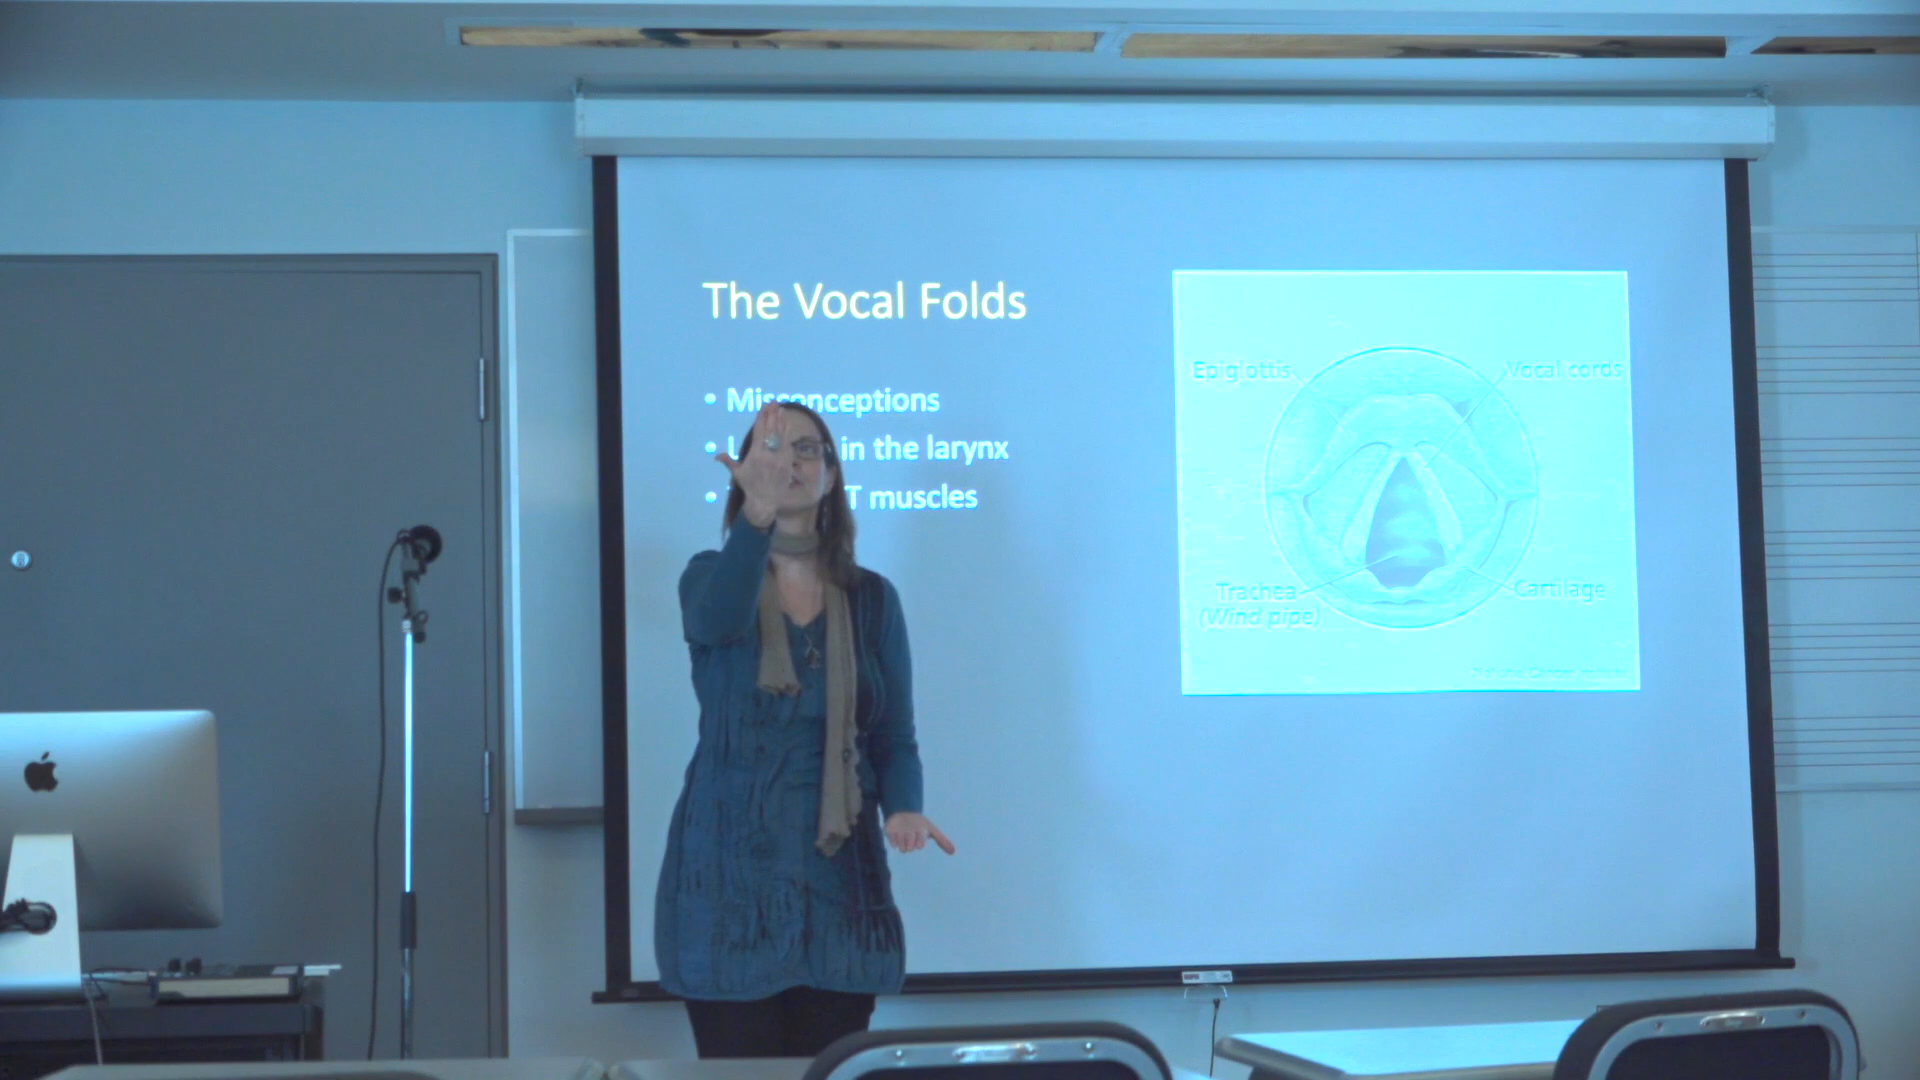 The Vocal Folds
• Misconceptions
• in the larynx
• T muscles
Epiglottis
Vocal cords
Trachea
(Wind pipe)
Cartilage